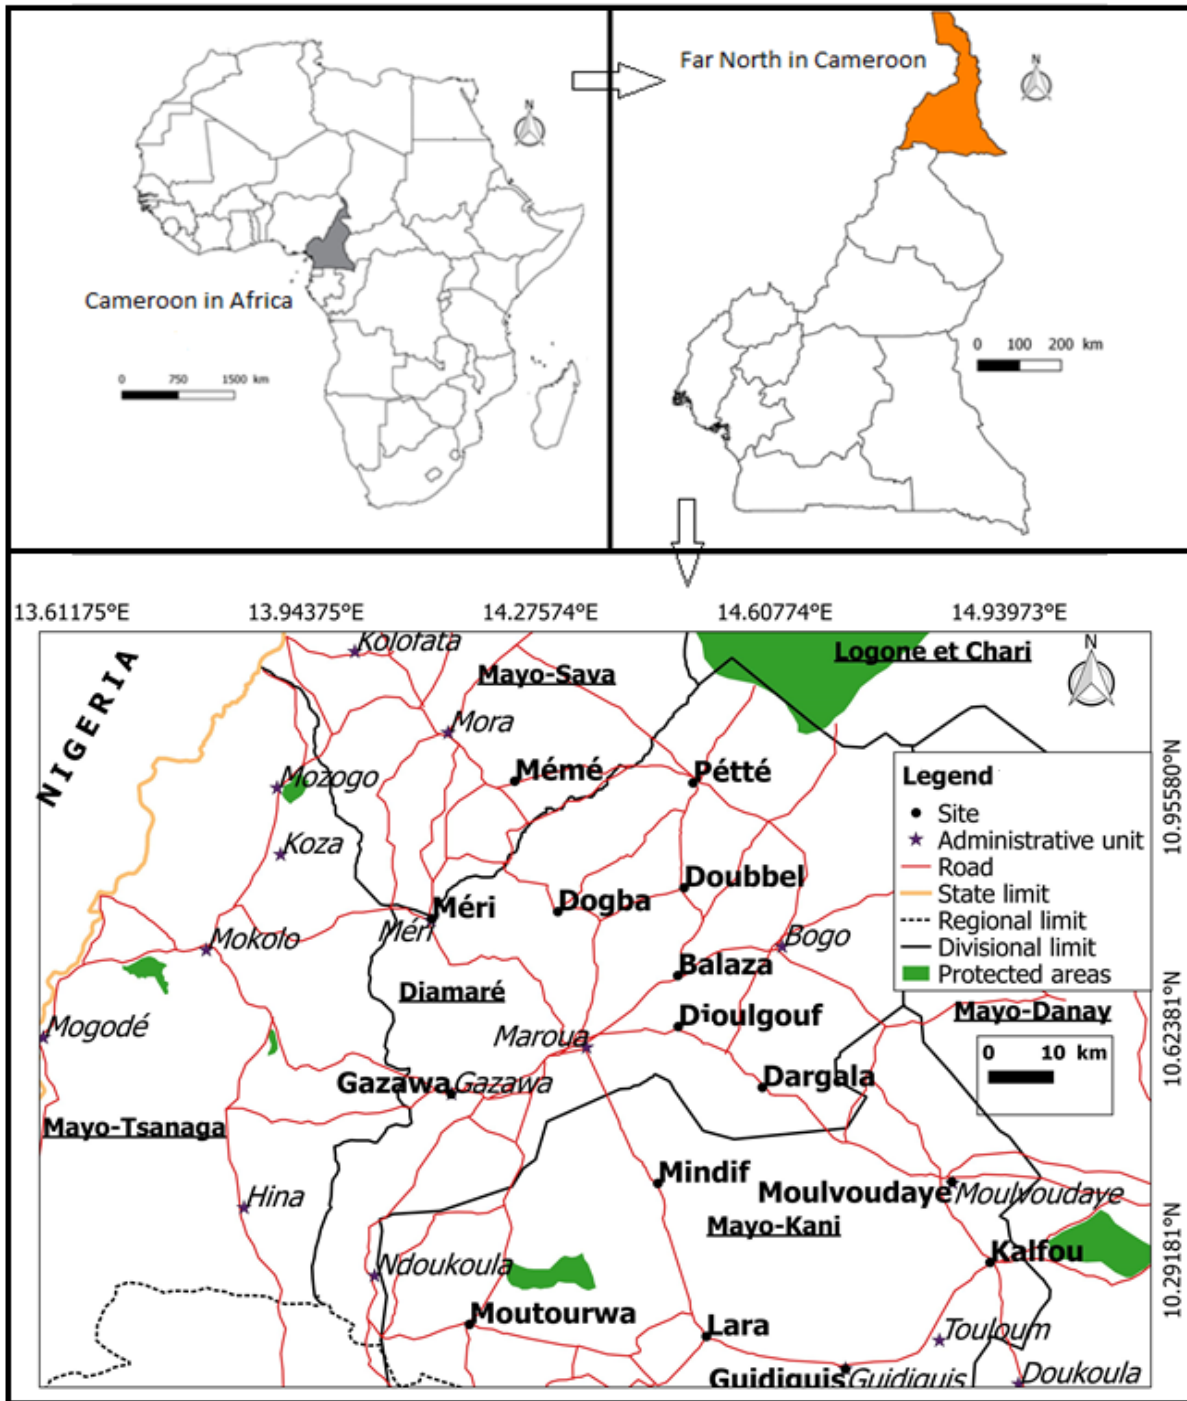 Far North in Cameroon
N
N
Cameroon in Africa
0 750 1500 km
0 100 200 km
13.61175°E 13.94375°E 14.27574°E 14.60774°E 14.93973°E
NIGERIA
Kolofata
Mayo-Sava
Logone et Chari
N
Mora
Mémé
Pétté
Mozogo
Koza
Legend
Site
Administrative unit
Road
State limit
Regional limit
Divisional limit
Protected areas
10.95580°N
Doubbel
Dogba
Méri
Méri
Mokolo
Bogo
Balaza
Diamaré
Dioulgouf
Mayo-Danay
Mogodé
Maroua
0 10 km
10.62381°N
Gazawa Gazawa
Dargala
Mayo-Tsanaga
Mindif
Moulvoudaye Moulvoudaye
Hina
Mayo-Kani
Kalfou
10.29181°N
Ndoukoula
Moutourwa
Lara
Touloum
Guidiguis Guidiguis
Doukoula